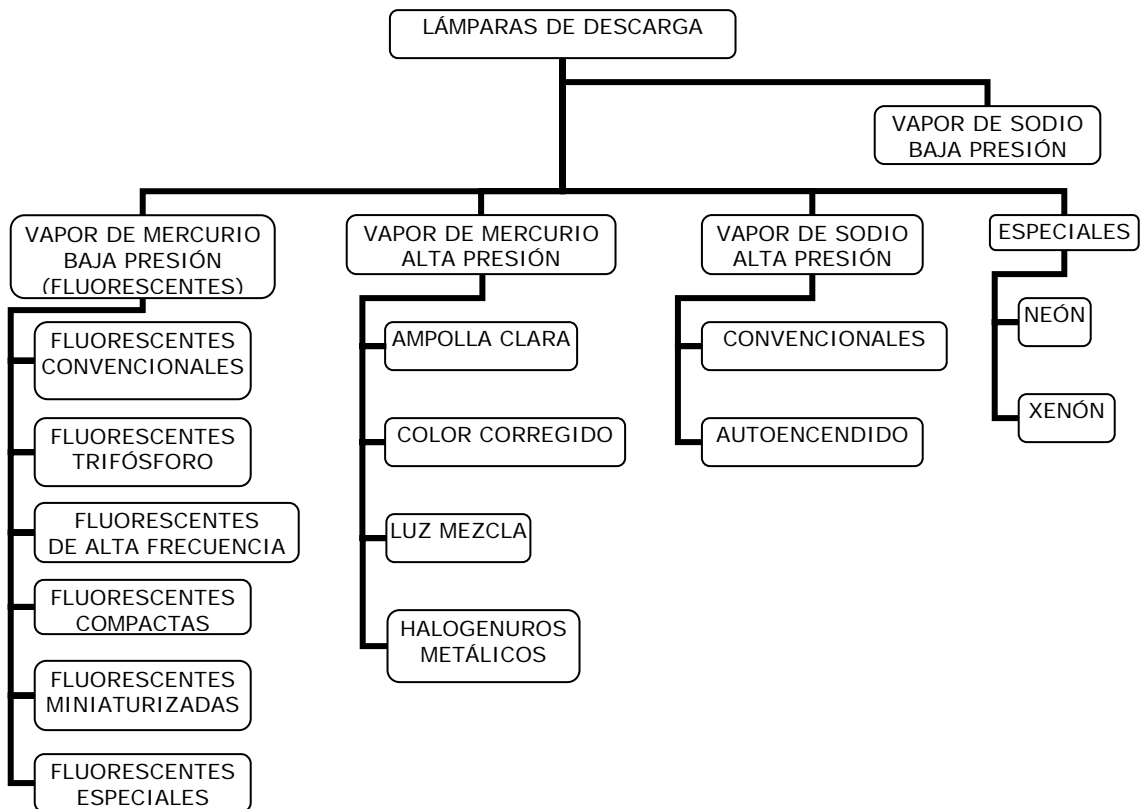 LÁMPARAS DE DESCARGA
VAPOR DE SODIO
BAJA PRESIÓN
VAPOR DE MERCURIO
BAJA PRESIÓN
(FLUORESCENTES)
FLUORESCENTES
CONVENCIONALES
FLUORESCENTES
TRIFÓSFORO
FLUORESCENTES
DE ALTA FRECUENCIA
FLUORESCENTES
COMPACTAS
FLUORESCENTES
MINIATURIZADAS
FLUORESCENTES
ESPECIALES
VAPOR DE MERCURIO
ALTA PRESIÓN
AMPOLLA CLARA
COLOR CORREGIDO
LUZ MEZCLA
HALOGENUROS
METÁLICOS
VAPOR DE SODIO
ALTA PRESIÓN
CONVENCIONALES
AUTOENCENDIDO
ESPECIALES
NEÓN
XENÓN